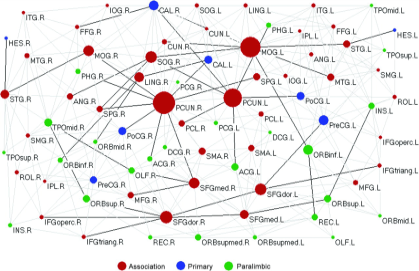 ITG.R
IOG.R
CAL.R
SOG.L
LING.L
ITG.L
TPOmid.L
HES.R
FFG.R
CUN.R
CUN.L
PHG.L
IPL.L
FFG.L
HES.L
MTG.R
MOG.R
SOG.R
CAL.L
MOG.L
ANG.L
STG.L
TPOsup.L
PHG.R
LING.R
PCG.R
SPG.L
IOG.L
MTG.L
SMG.L
STG.R
ANG.R
SPG.R
PCUN.R
PCUN.L
PoCG.L
INS.L
TPOmid.R
PoCG.R
PCL.R
PCG.L
PCL.L
PreCG.L
IFGoperc.L
SMG.R
ORBmid.R
DCG.R
DCG.L
ROL.L
TPOsup.R
ORBinf.R
ACG.R
SMA.R
SMA.L
ORBinf.L
IFGtriang.L
ROL.R
IPL.R
PreCG.R
OLF.R
SFGmed.R
ACG.L
SFGdor.L
MFG.L
MFG.R
ORBsup.R
ORBsup.L
IFGoperc.R
SFGdor.R
SFGmed.L
REC.L
ORBmid.L
INS.R
IFGtriang.R
REC.R
ORBsupmed.R
ORBsupmed.L
OLF.L
Association
Primary
Paralimbic